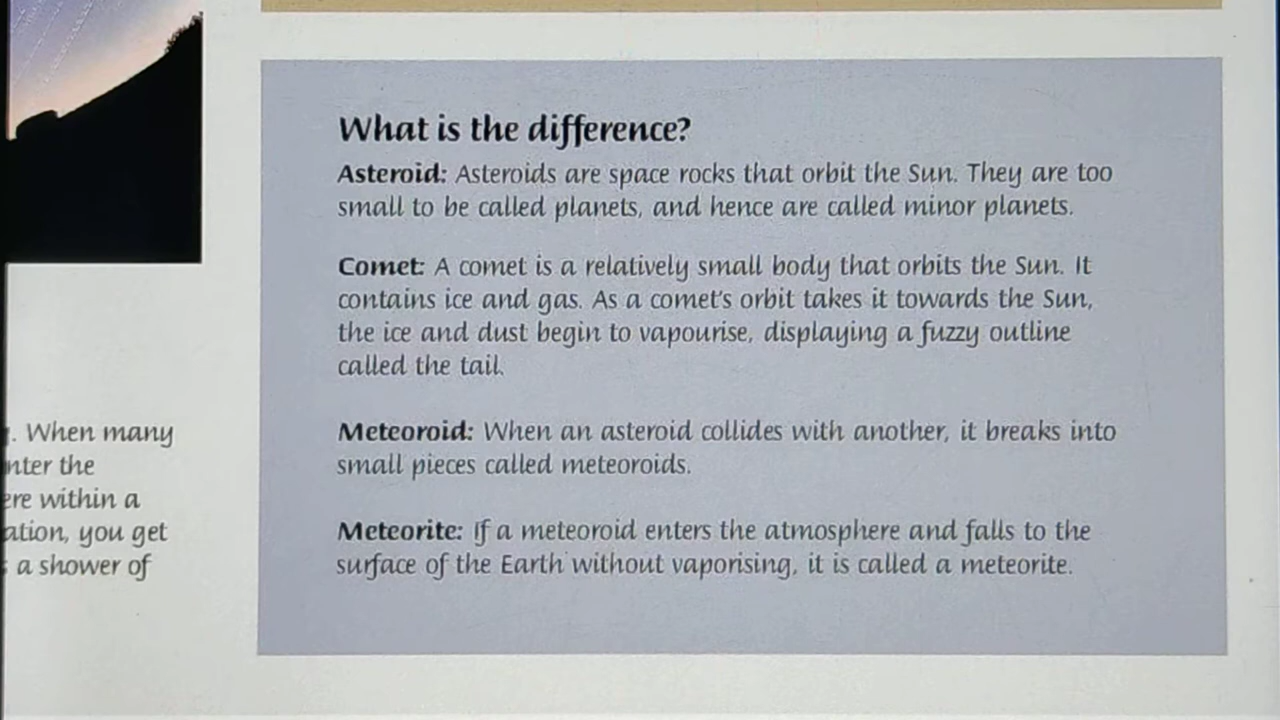 What is the difference?
Asteroid: Asteroids are space rocks that orbit the Sun. They are too
small to be called planets, and hence are called minor planets.
Comet: A comet is a relatively small body that orbits the Sun. It
contains ice and gas. As a comet's orbit takes it towards the Sun,
the ice and dust begin to vapourise, displaying a fuzzy outline
called the tail.
Meteoroid: When an asteroid collides with another, it breaks into
small pieces called meteoroids.
Meteorite: If a meteoroid enters the atmosphere and falls to the
surface of the Earth without vaporising, it is called a meteorite.
. When many
the
within a
you get
a shower of